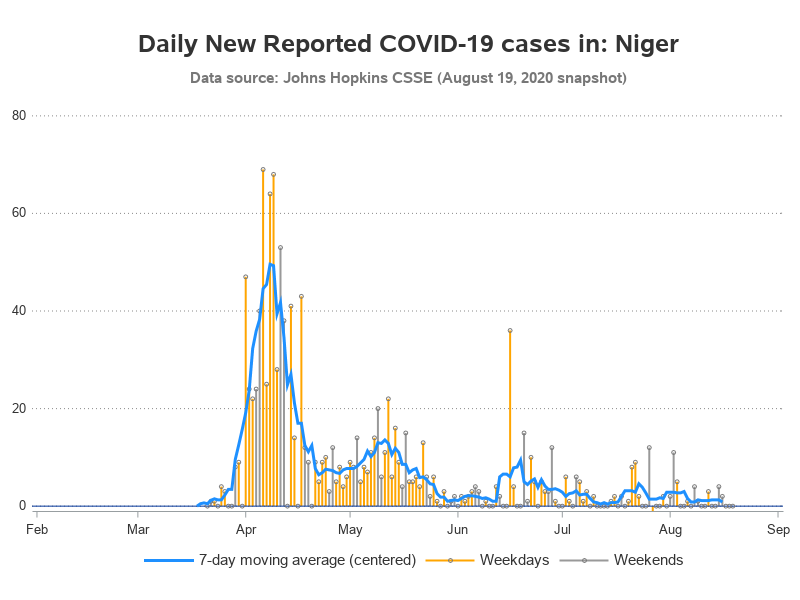 Daily New Reported COVID-19 cases in: Niger
Data source: Johns Hopkins CSSE (August 19, 2020 snapshot)
80
60
40
20
0
Feb Mar Apr May Jun Jul Aug Sep
7-day moving average (centered) Weekdays Weekends